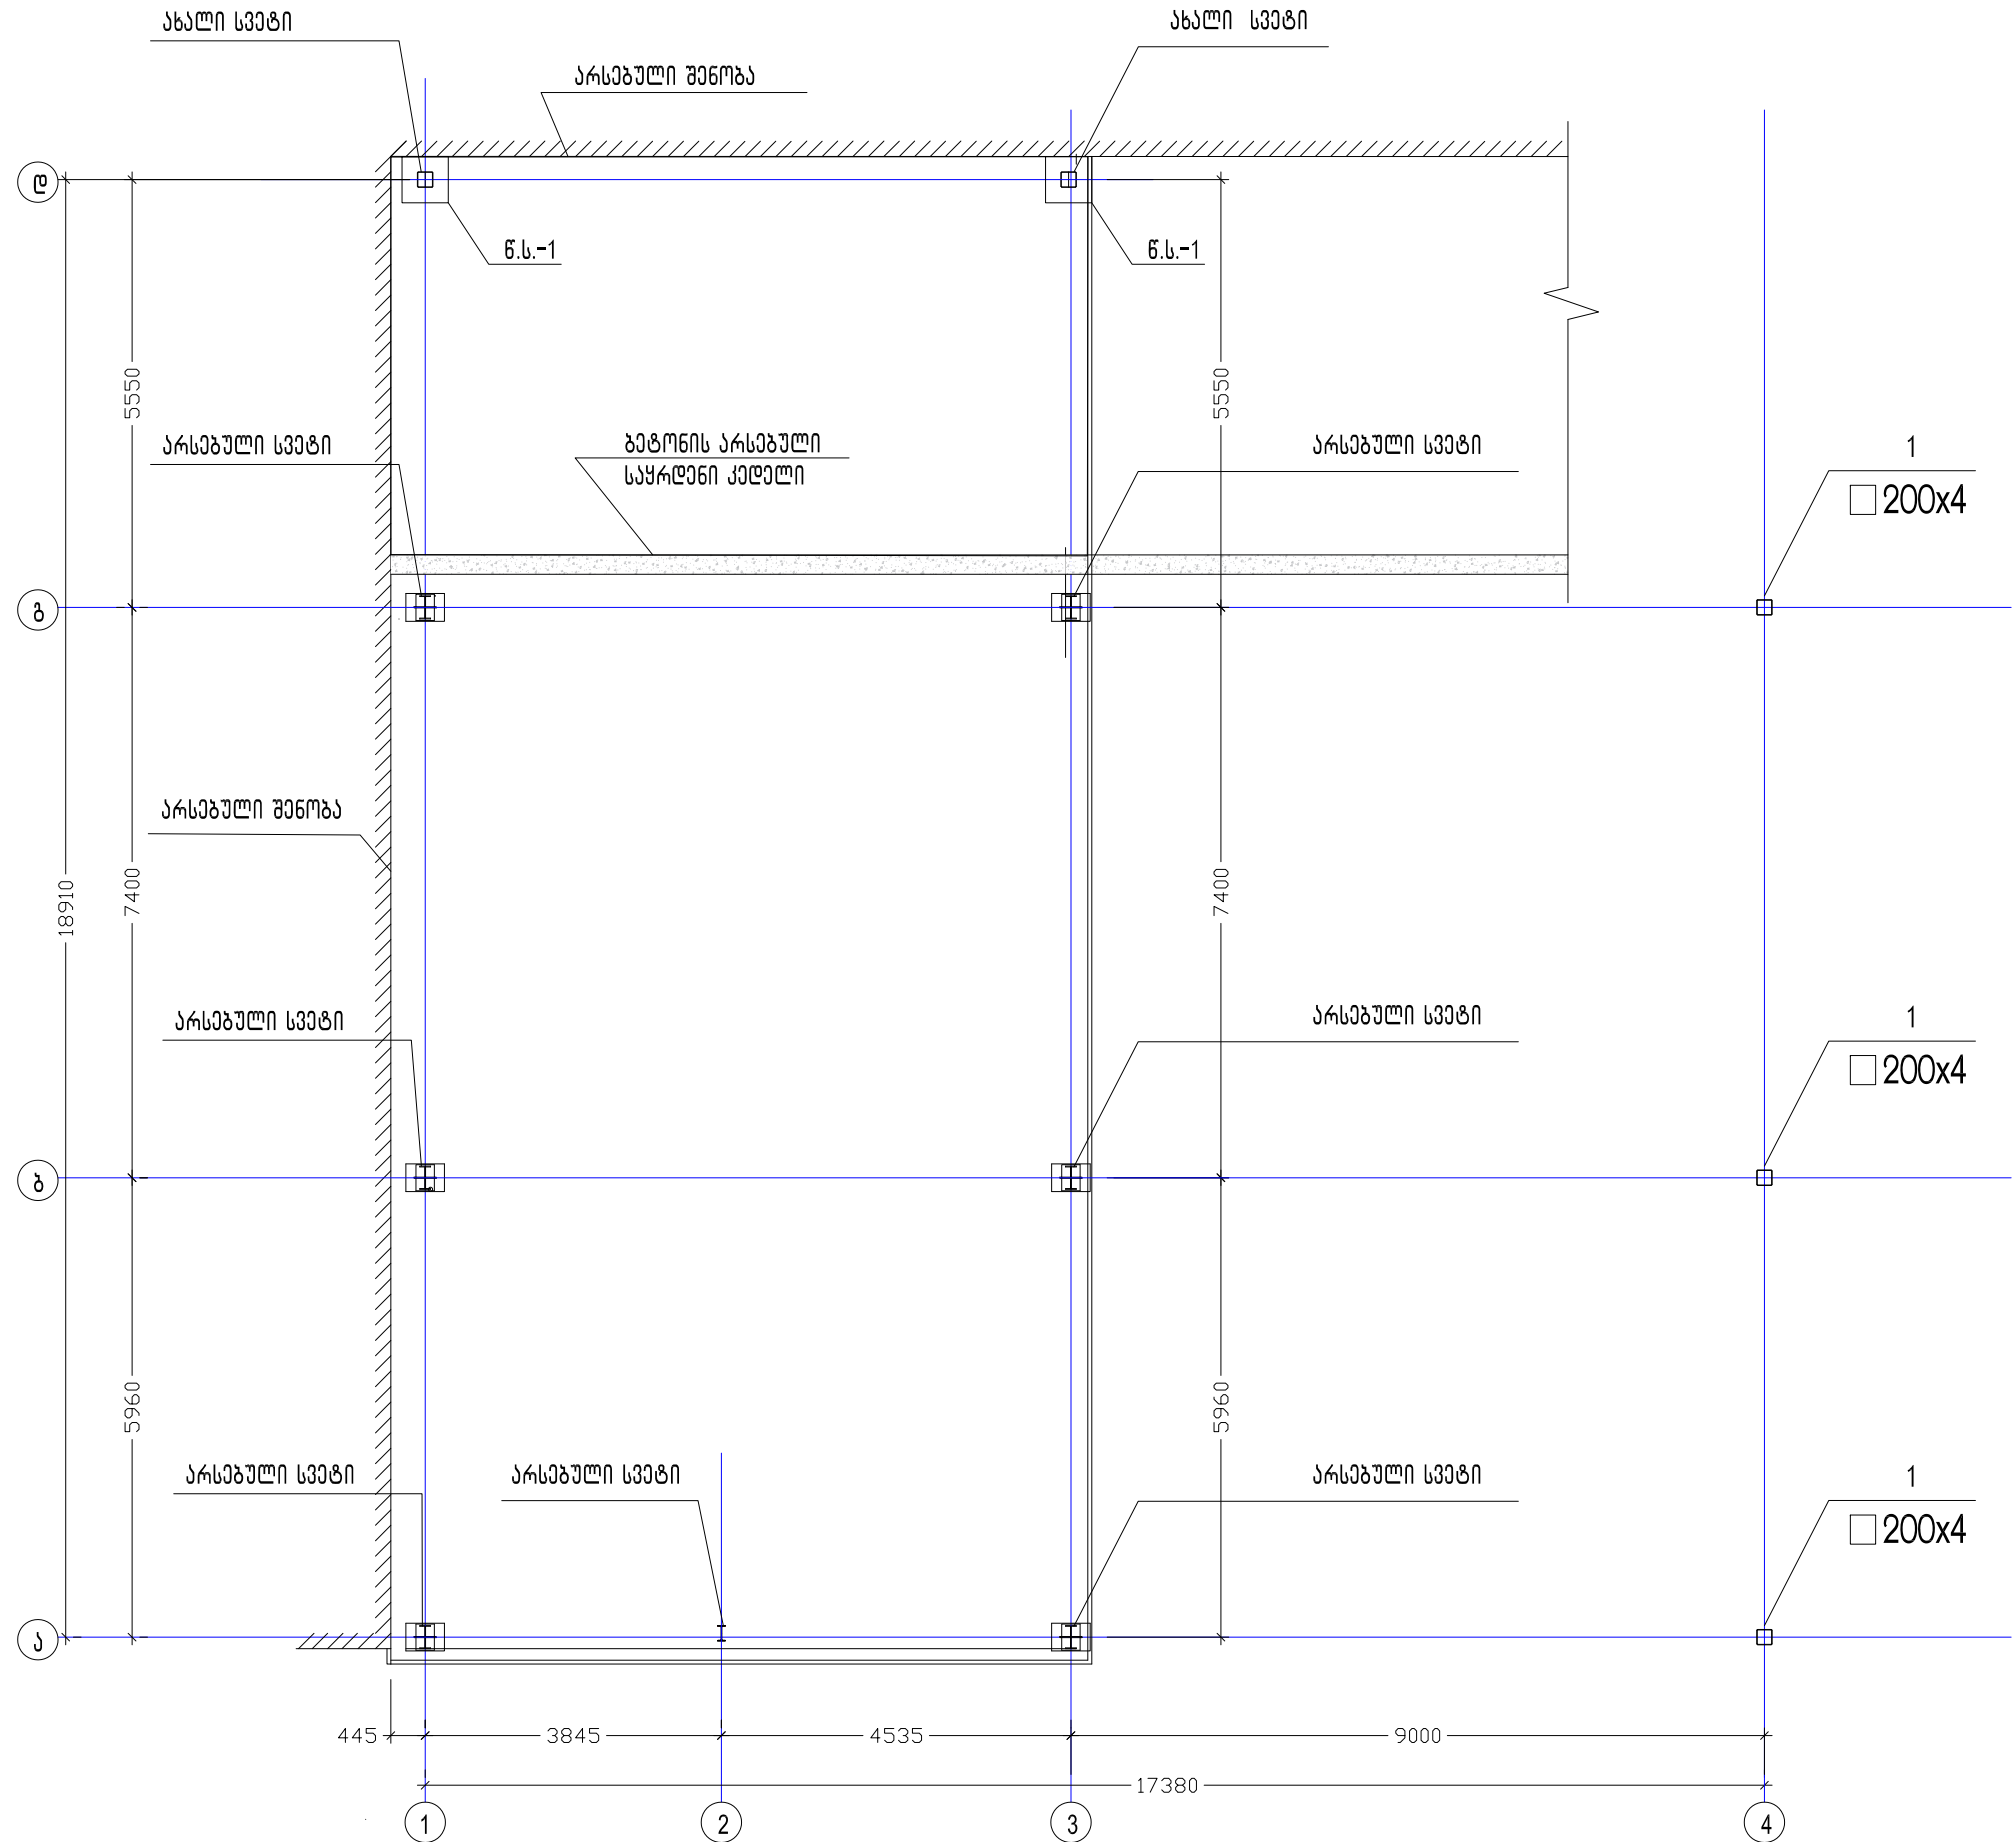 ახალი სვეტი
ახალი სვეტი
არსებული შენობა
დ
წ.ს.-1
წ.ს.-1
5550
5550
არსებული სვეტი
ბეტონის არსებული
საყრდენი კედელი
არსებული სვეტი
1
200x4
გ
არსებული შენობა
18910
7400
7400
არსებული სვეტი
არსებული სვეტი
1
200x4
ბ
5960
5960
არსებული სვეტი
არსებული სვეტი
არსებული სვეტი
1
200x4
ა
445
3845
4535
9000
17380
1
2
3
4